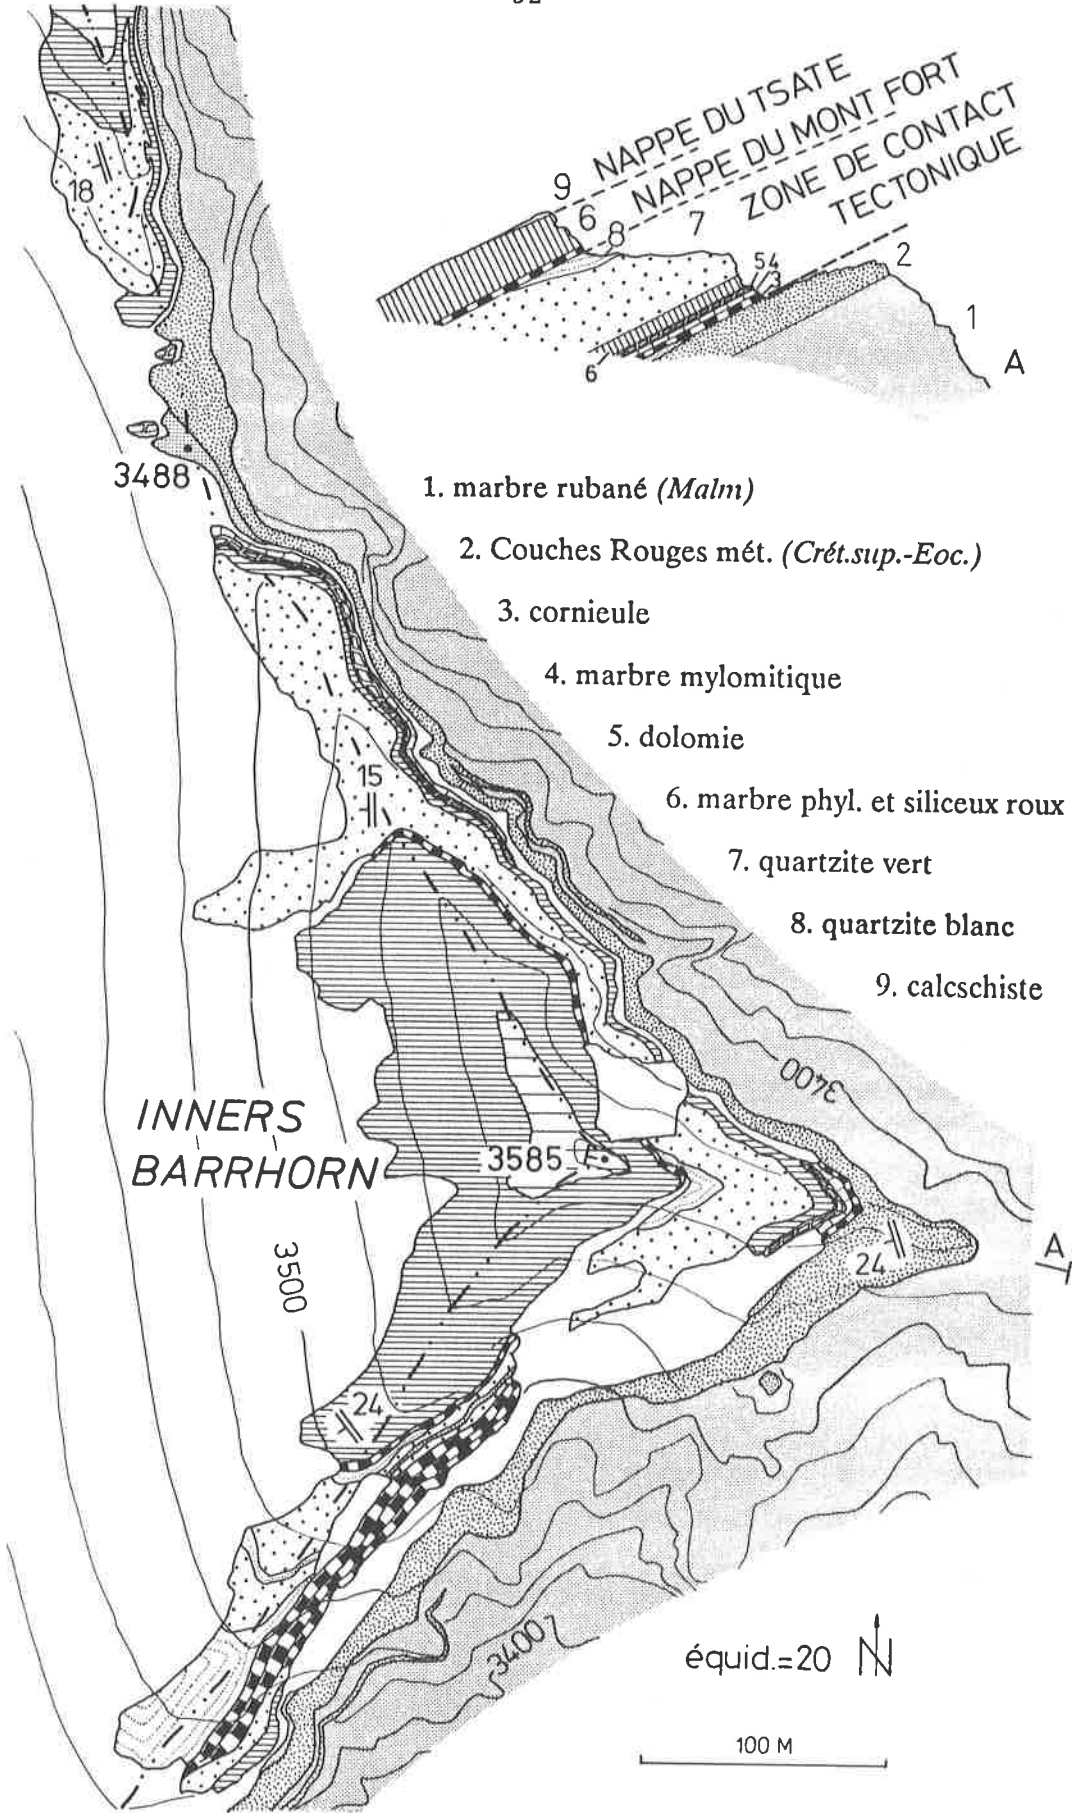 NAPPE DU TSATE
NAPPE DU MONT FORT
ZONE DE CONTACT
TECTONIQUE
9
6
8
7
54
3
2
1
6
A
18
3488
1. marbre rubané (Malm)
2. Couches Rouges mét. (Crét.sup.-Eoc.)
3. cornieule
4. marbre mylomitique
5. dolomie
6. marbre phyl. et siliceux roux
7. quartzite vert
8. quartzite blanc
9. calcschiste
15
3400
INNERS
BARRHORN
3585
3500
24
A
24
3400
équid.=20 N
100 M